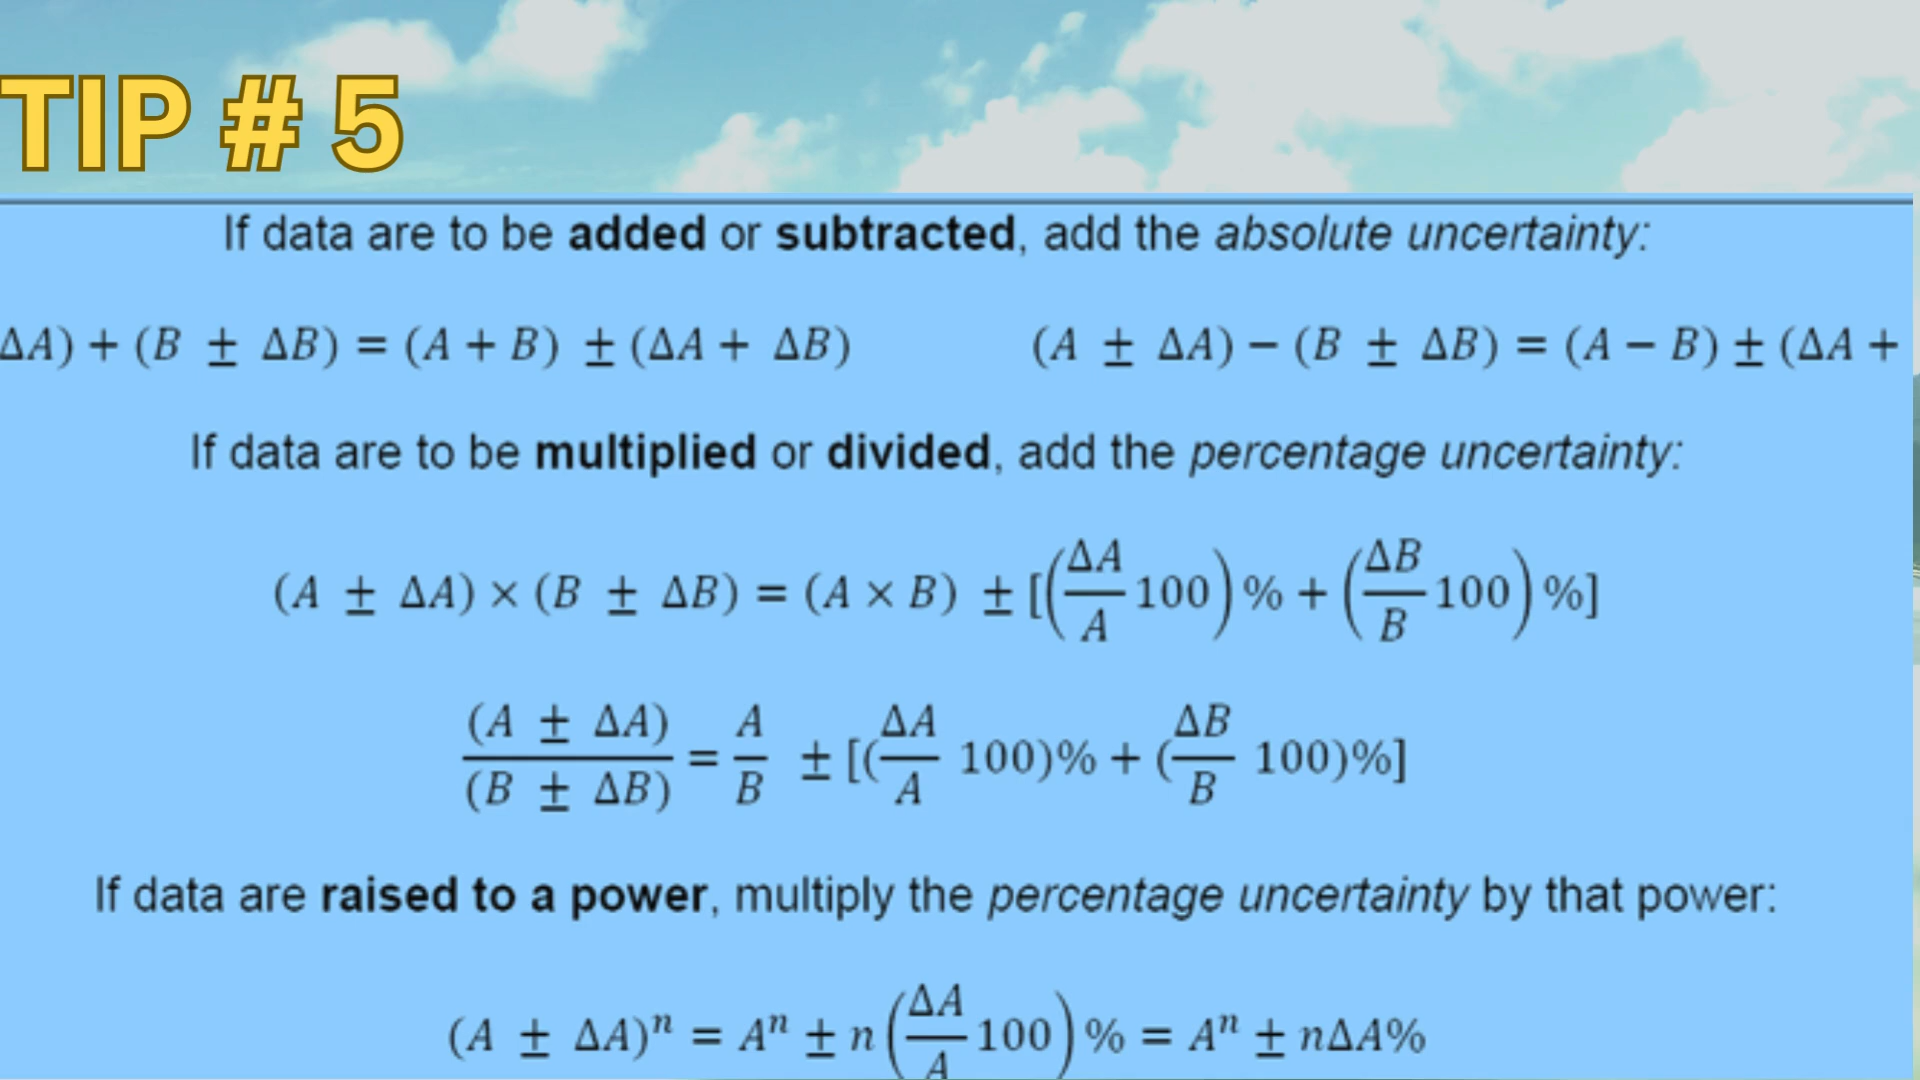 TIP # 5
If data are to be added or subtracted, add the absolute uncertainty:
ΔA) + (B ± ΔB) = (A + B) ± (ΔA + ΔB) (A ± ΔA) − (B ± ΔB) = (A − B) ± (ΔA +
If data are to be multiplied or divided, add the percentage uncertainty:
(A ± ΔA) × (B ± ΔB) = (A × B) ± [(ΔA/A 100)% + (ΔB/B 100)%]
(A ± ΔA)/(B ± ΔB) = A/B ± [(ΔA/A 100)% + (ΔB/B 100)%]
If data are raised to a power, multiply the percentage uncertainty by that power:
(A ± ΔA)ⁿ = Aⁿ ± n(ΔA/A 100)% = Aⁿ ± nΔA%